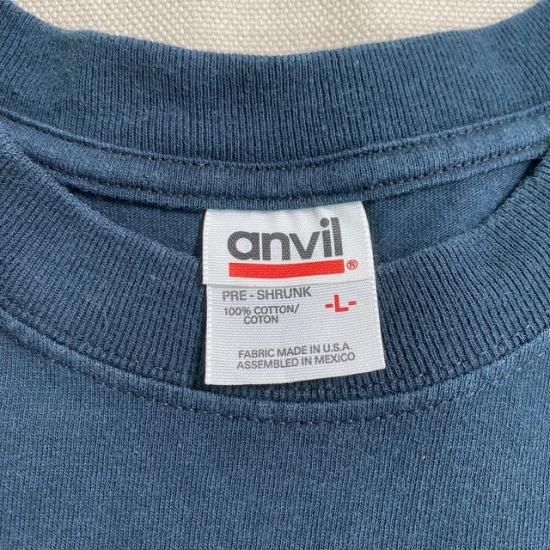 anvil®
PRE - SHRUNK
100% COTTON/
COTON
-L-
FABRIC MADE IN U.S.A.
ASSEMBLED IN MEXICO